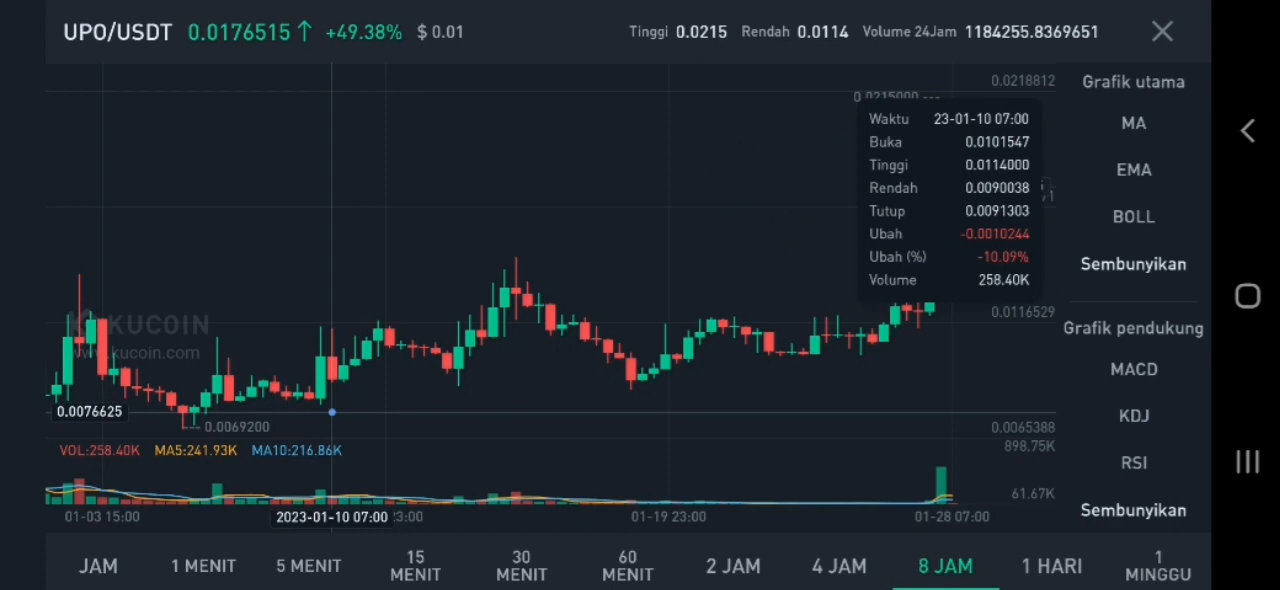 UPO/USDT 0.0176515↑ +49.38% $ 0.01 Tinggi 0.0215 Rendah 0.0114 Volume 24Jam 1184255.8369651
0.0218812
Grafik utama
0.0215000
Waktu 23-01-10 07:00
Buka 0.0101547
Tinggi 0.0114000
Rendah 0.0090038
Tutup 0.0091303
Ubah -0.0010244
Ubah (%) -10.09%
Volume 258.40K
MA
EMA
BOLL
Sembunyikan
0.0116529
KUCOIN
www.kucoin.com
Grafik pendukung
MACD
KDJ
RSI
Sembunyikan
0.0076625
0.0069200
0.0065388
VOL:258.40K MA5:241.93K MA10:216.86K
898.75K
61.67K
01-03 15:00 2023-01-10 07:00 23:00 01-19 23:00 01-28 07:00
JAM 1 MENIT 5 MENIT 15 MENIT 30 MENIT 60 MENIT 2 JAM 4 JAM 8 JAM 1 HARI 1 MINGGU